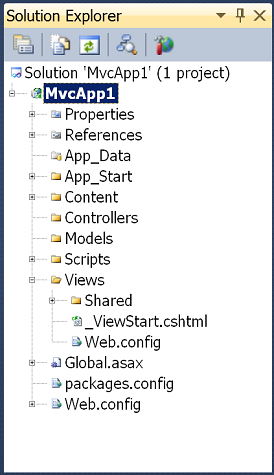 Solution Explorer
Solution 'MvcApp1' (1 project)
MvcApp1
Properties
References
App_Data
App_Start
Content
Controllers
Models
Scripts
Views
Shared
_ViewStart.cshtml
Web.config
Global.asax
packages.config
Web.config